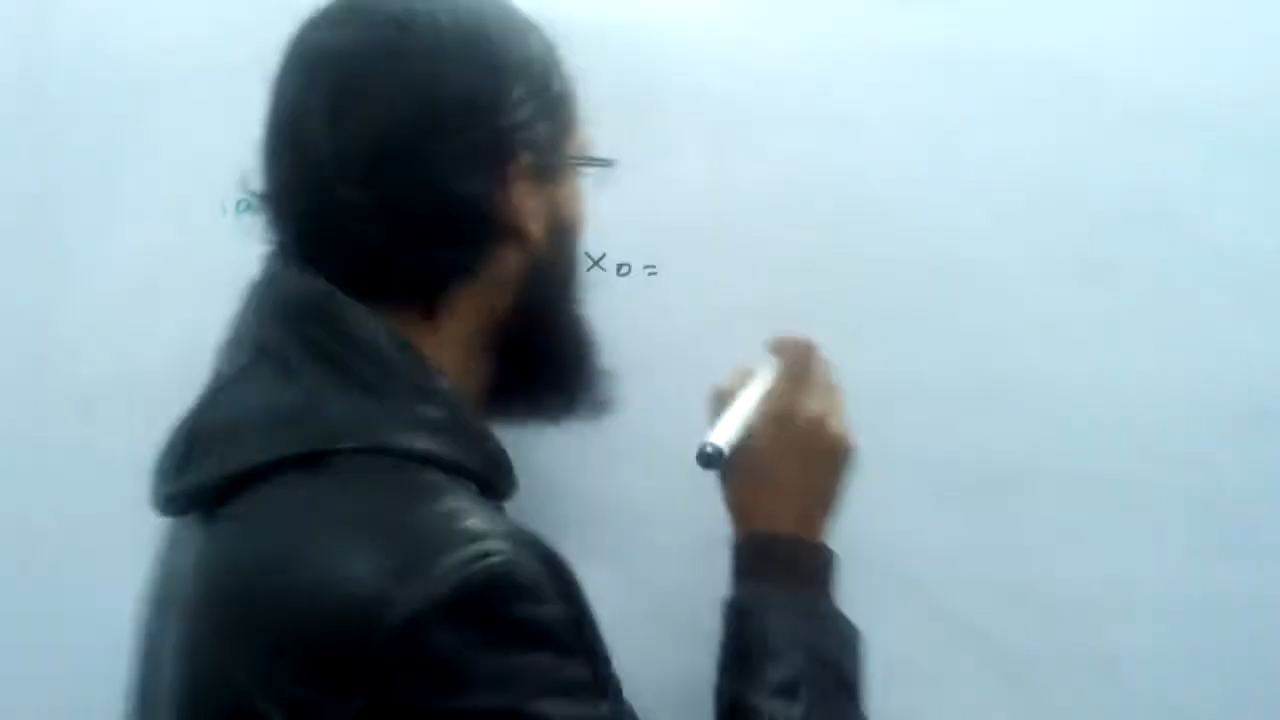 X₀ =